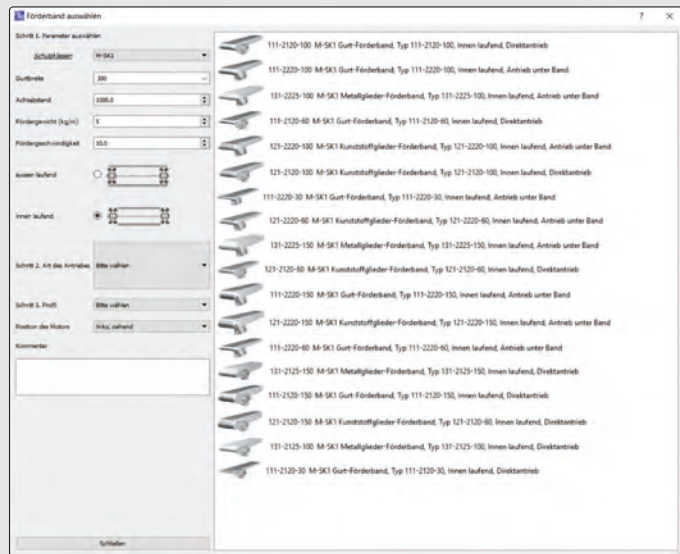 Förderband auswählen
?
Schritt 1. Parameter auswählen
Schutzklassen
M-SK1
Gurtbreite
300
Achsabstand
1000.0
Fördergewicht (kg/m)
5
Fördergeschwindigkeit
10.0
aussen laufend
innen laufend
Schritt 2. Art des Antriebes
Bitte wählen
Schritt 3. Profil
Bitte wählen
Position des Motors
links, ziehend
Kommentar
Schließen
111-2120-100 M-SK1 Gurt-Förderband, Typ 111-2120-100, Innen laufend, Direktantrieb
111-2220-100 M-SK1 Gurt-Förderband, Typ 111-2220-100, Innen laufend, Antrieb unter Band
131-2225-100 M-SK1 Metallglieder-Förderband, Typ 131-2225-100, Innen laufend, Antrieb unter Band
111-2120-60 M-SK1 Gurt-Förderband, Typ 111-2120-60, Innen laufend, Direktantrieb
121-2220-100 M-SK1 Kunststoffglieder-Förderband, Typ 121-2220-100, Innen laufend, Antrieb unter Band
121-2120-100 M-SK1 Kunststoffglieder-Förderband, Typ 121-2120-100, Innen laufend, Direktantrieb
111-2220-30 M-SK1 Gurt-Förderband, Typ 111-2220-30, Innen laufend, Antrieb unter Band
121-2220-60 M-SK1 Kunststoffglieder-Förderband, Typ 121-2220-60, Innen laufend, Antrieb unter Band
131-2225-150 M-SK1 Metallglieder-Förderband, Typ 131-2225-150, Innen laufend, Antrieb unter Band
121-2120-60 M-SK1 Kunststoffglieder-Förderband, Typ 121-2120-60, Innen laufend, Direktantrieb
111-2220-150 M-SK1 Gurt-Förderband, Typ 111-2220-150, Innen laufend, Antrieb unter Band
121-2220-150 M-SK1 Kunststoffglieder-Förderband, Typ 121-2220-150, Innen laufend, Antrieb unter Band
111-2220-60 M-SK1 Gurt-Förderband, Typ 111-2220-60, Innen laufend, Antrieb unter Band
131-2125-150 M-SK1 Metallglieder-Förderband, Typ 131-2125-150, Innen laufend, Direktantrieb
111-2120-150 M-SK1 Gurt-Förderband, Typ 111-2120-150, Innen laufend, Direktantrieb
121-2120-150 M-SK1 Kunststoffglieder-Förderband, Typ 121-2120-60, Innen laufend, Direktantrieb
131-2125-100 M-SK1 Metallglieder-Förderband, Typ 131-2125-100, Innen laufend, Direktantrieb
111-2120-30 M-SK1 Gurt-Förderband, Typ 111-2120-30, Innen laufend, Direktantrieb